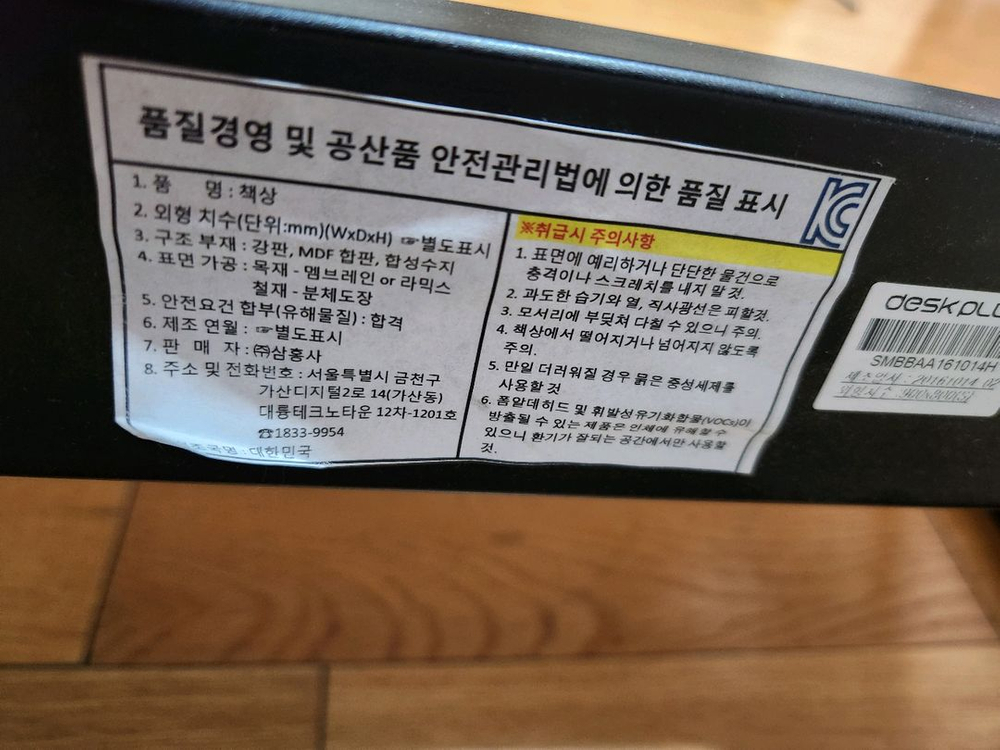 품질경영 및 공산품 안전관리법에 의한 품질 표시
1. 품 명 : 책상
2. 외형 치수(단위:mm)(WxDxH) ☞별도표시
3. 구조 부재 : 강판, MDF 합판, 합성수지
4. 표면 가공 : 목재 - 멤브레인 or 라믹스
철재 - 분체도장
5. 안전요건 합부(유해물질) : 합격
6. 제조 연월 : ☞별도표시
7. 판 매 자 : ㈜삼홍사
8. 주소 및 전화번호 : 서울특별시 금천구
가산디지털2로 14(가산동)
대륭테크노타운 12차-1201호
☎1833-9954
조국명 : 대한민국
※취급시 주의사항
1. 표면에 예리하거나 단단한 물건으로
충격이나 스크레치를 내지 말 것.
2. 과도한 습기와 열, 직사광선은 피할것.
3. 모서리에 부딪쳐 다칠 수 있으니 주의.
4. 책상에서 떨어지거나 넘어지지 않도록
주의.
5. 만일 더러워질 경우 묽은 중성세제를
사용할 것
6. 폼알데히드 및 휘발성유기화합물(VOCs)이
방출될 수 있는 제품은 인체에 유해할 수
있으니 환기가 잘되는 공간에서만 사용할
것.
deskplu
SMBBAA161014H
제조연월 : 20161014